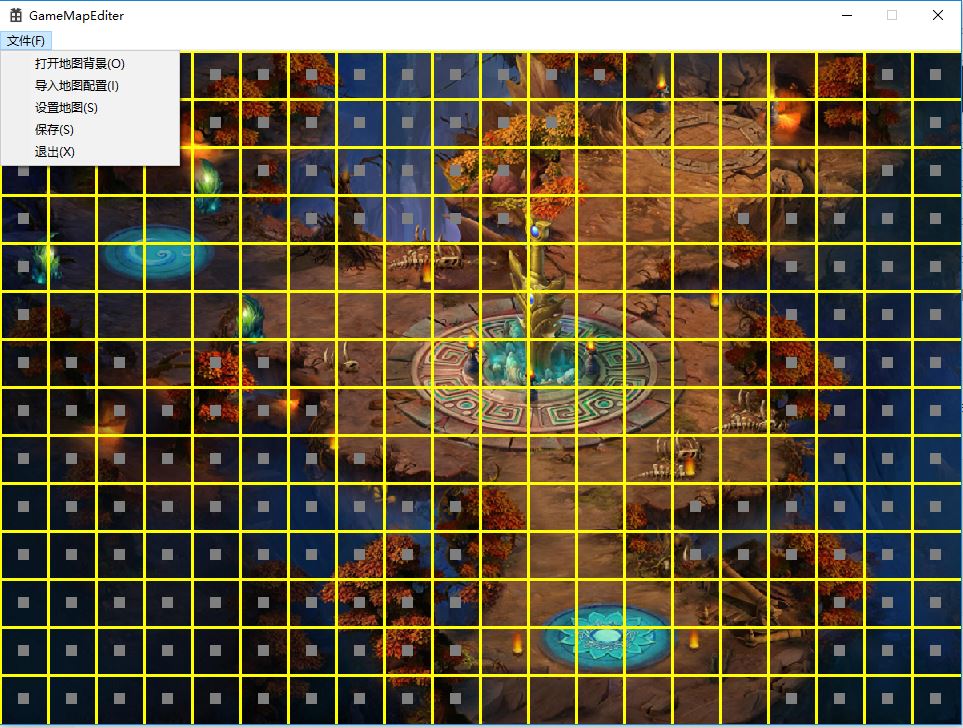 GameMapEditer
文件(F)
打开地图背景(O)
导入地图配置(I)
设置地图(S)
保存(S)
退出(X)